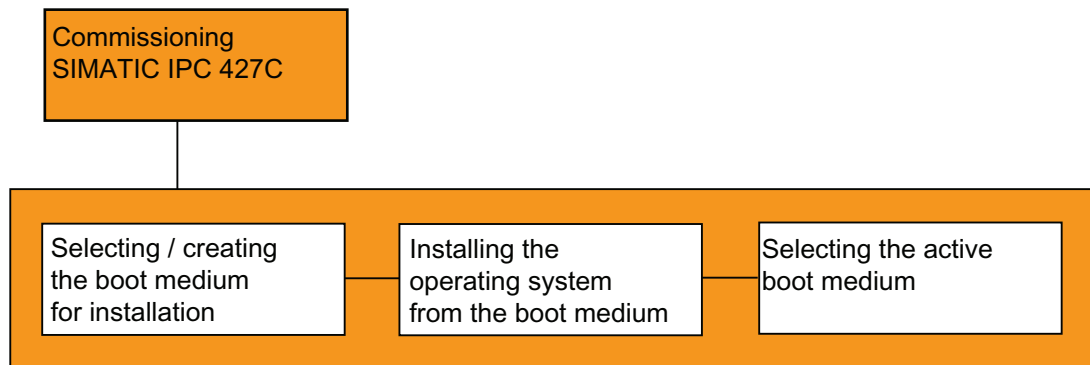 Commissioning
SIMATIC IPC 427C
Selecting / creating
the boot medium
for installation
Installing the
operating system
from the boot medium
Selecting the active
boot medium